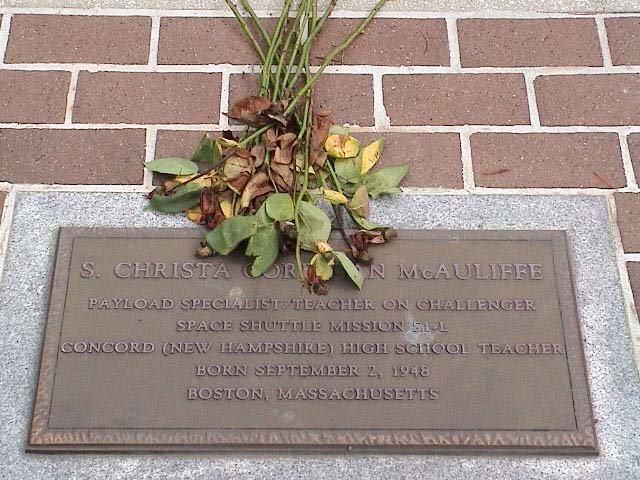 S. CHRISTA McAULIFFE
PAYLOAD SPECIALIST/TEACHER ON CHALLENGER
SPACE SHUTTLE MISSION 51-L
CONCORD (NEW HAMPSHIRE) HIGH SCHOOL TEACHER
BORN SEPTEMBER 2, 1948
BOSTON, MASSACHUSETTS